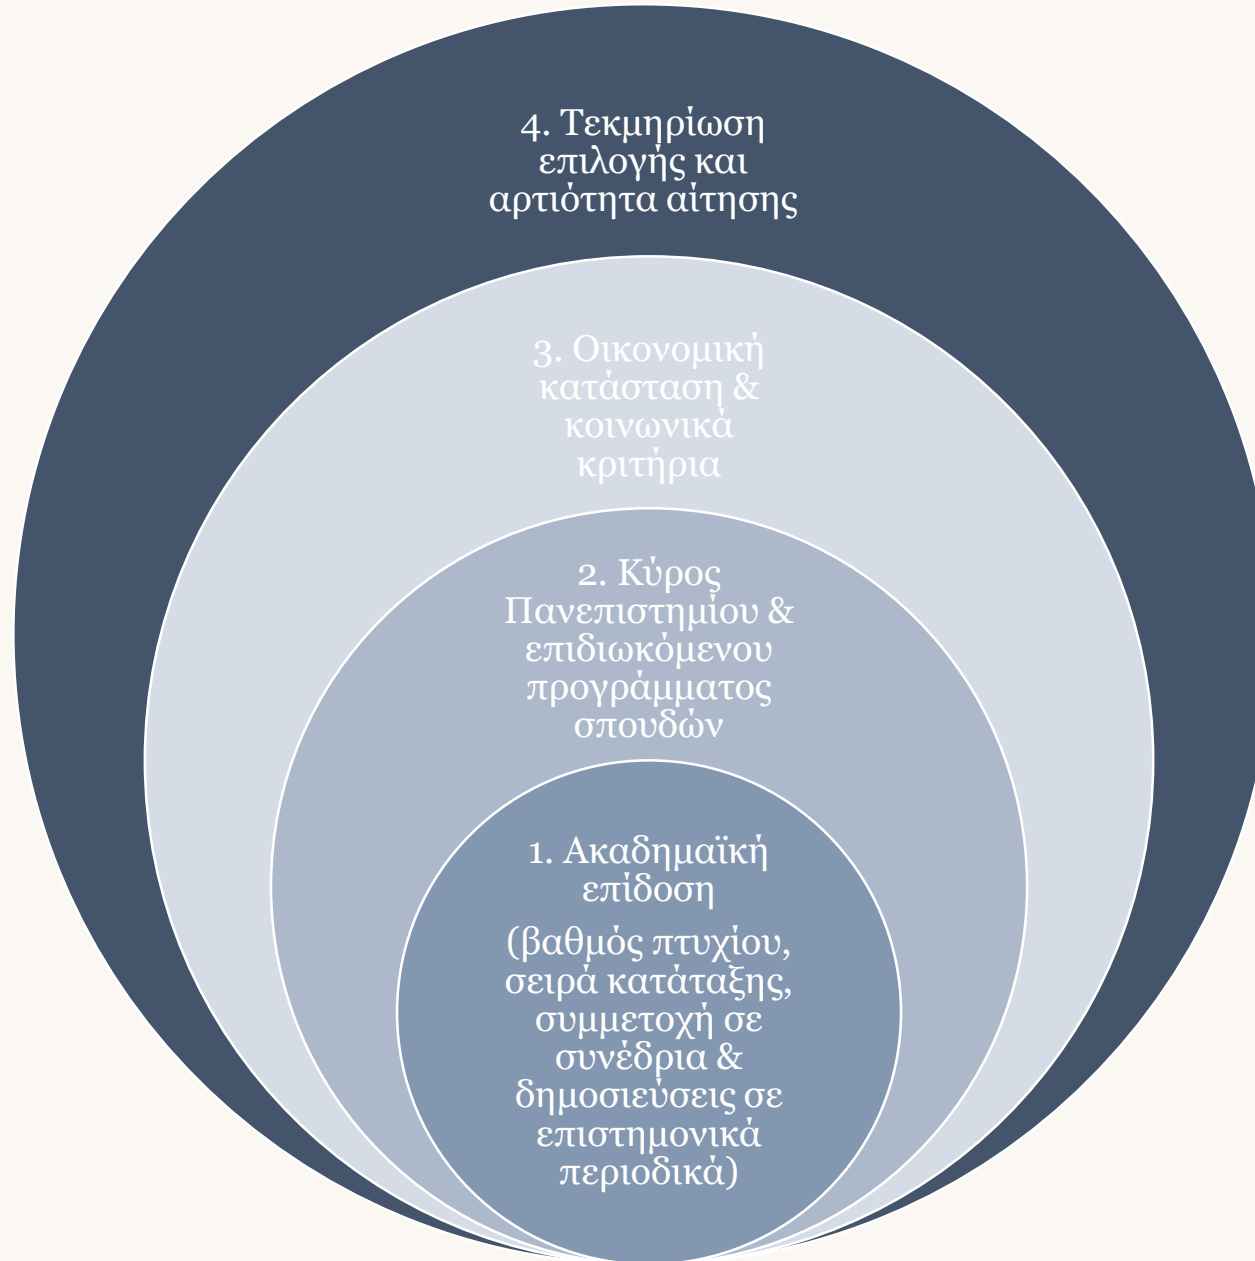 4. Τεκμηρίωση
επιλογής και
αρτιότητα αίτησης
3. Οικονομική
κατάσταση &
κοινωνικά
κριτήρια
2. Κύρος
Πανεπιστημίου &
επιδιωκόμενου
προγράμματος
σπουδών
1. Ακαδημαϊκή
επίδοση
(βαθμός πτυχίου,
σειρά κατάταξης,
συμμετοχή σε
συνέδρια &
δημοσιεύσεις σε
επιστημονικά
περιοδικά)